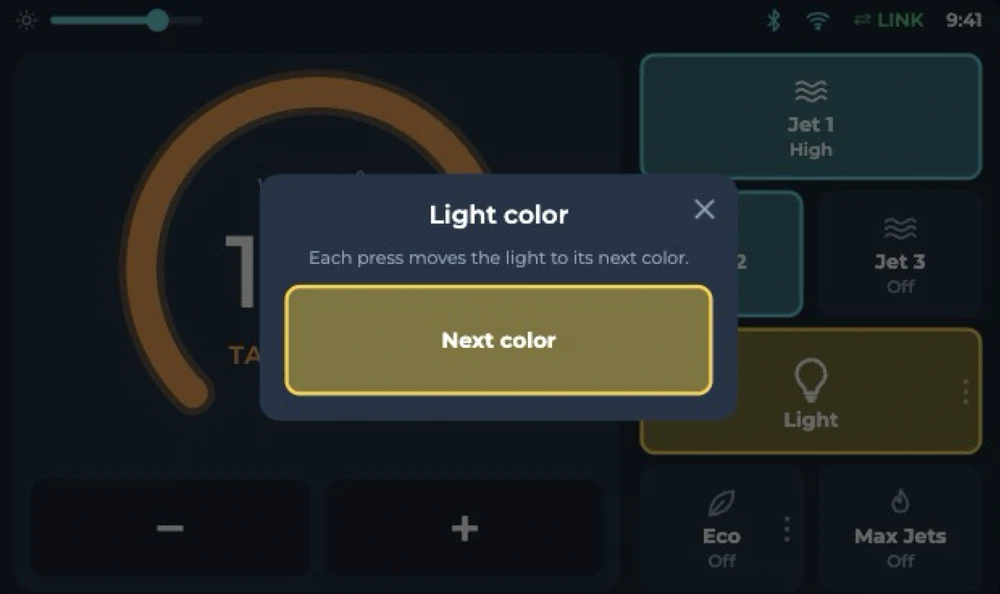 LINK 9:41
Jet 1
High
Light color
Each press moves the light to its next color.
Next color
2
Jet 3
Off
Light
Eco
Off
Max Jets
Off